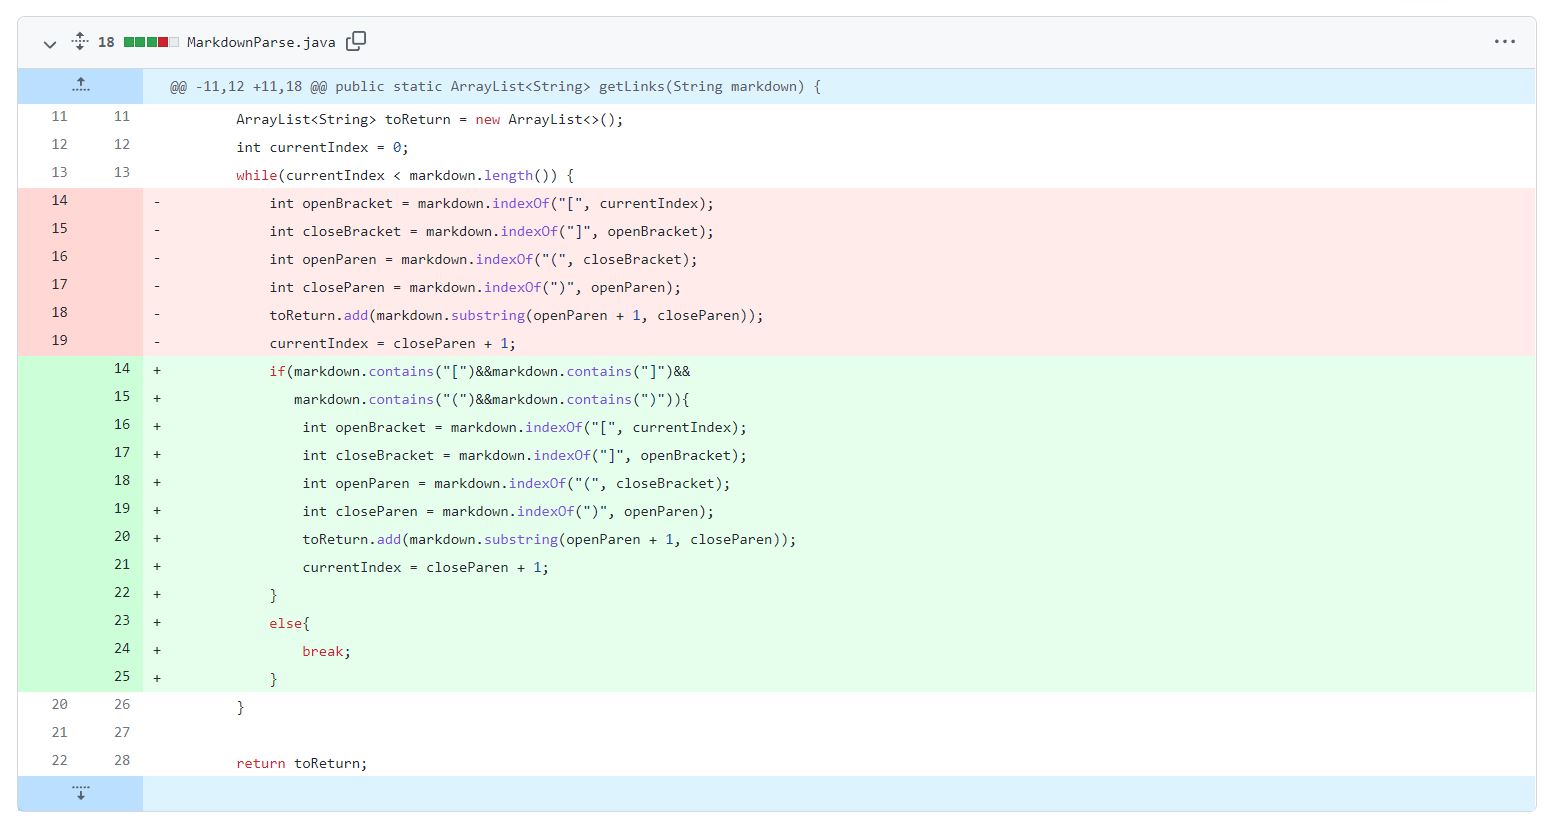 18 MarkdownParse.java
@@ -11,12 +11,18 @@ public static ArrayList<String> getLinks(String markdown) {
11 11 ArrayList<String> toReturn = new ArrayList<>();
12 12 int currentIndex = 0;
13 13 while(currentIndex < markdown.length()) {
14 - int openBracket = markdown.indexOf("[", currentIndex);
15 - int closeBracket = markdown.indexOf("]", openBracket);
16 - int openParen = markdown.indexOf("(", closeBracket);
17 - int closeParen = markdown.indexOf(")", openParen);
18 - toReturn.add(markdown.substring(openParen + 1, closeParen));
19 - currentIndex = closeParen + 1;
14 + if(markdown.contains("[")&&markdown.contains("]")&&
15 + markdown.contains("(")&&markdown.contains(")")){
16 + int openBracket = markdown.indexOf("[", currentIndex);
17 + int closeBracket = markdown.indexOf("]", openBracket);
18 + int openParen = markdown.indexOf("(", closeBracket);
19 + int closeParen = markdown.indexOf(")", openParen);
20 + toReturn.add(markdown.substring(openParen + 1, closeParen));
21 + currentIndex = closeParen + 1;
22 + }
23 + else{
24 + break;
25 + }
20 26 }
21 27
22 28 return toReturn;